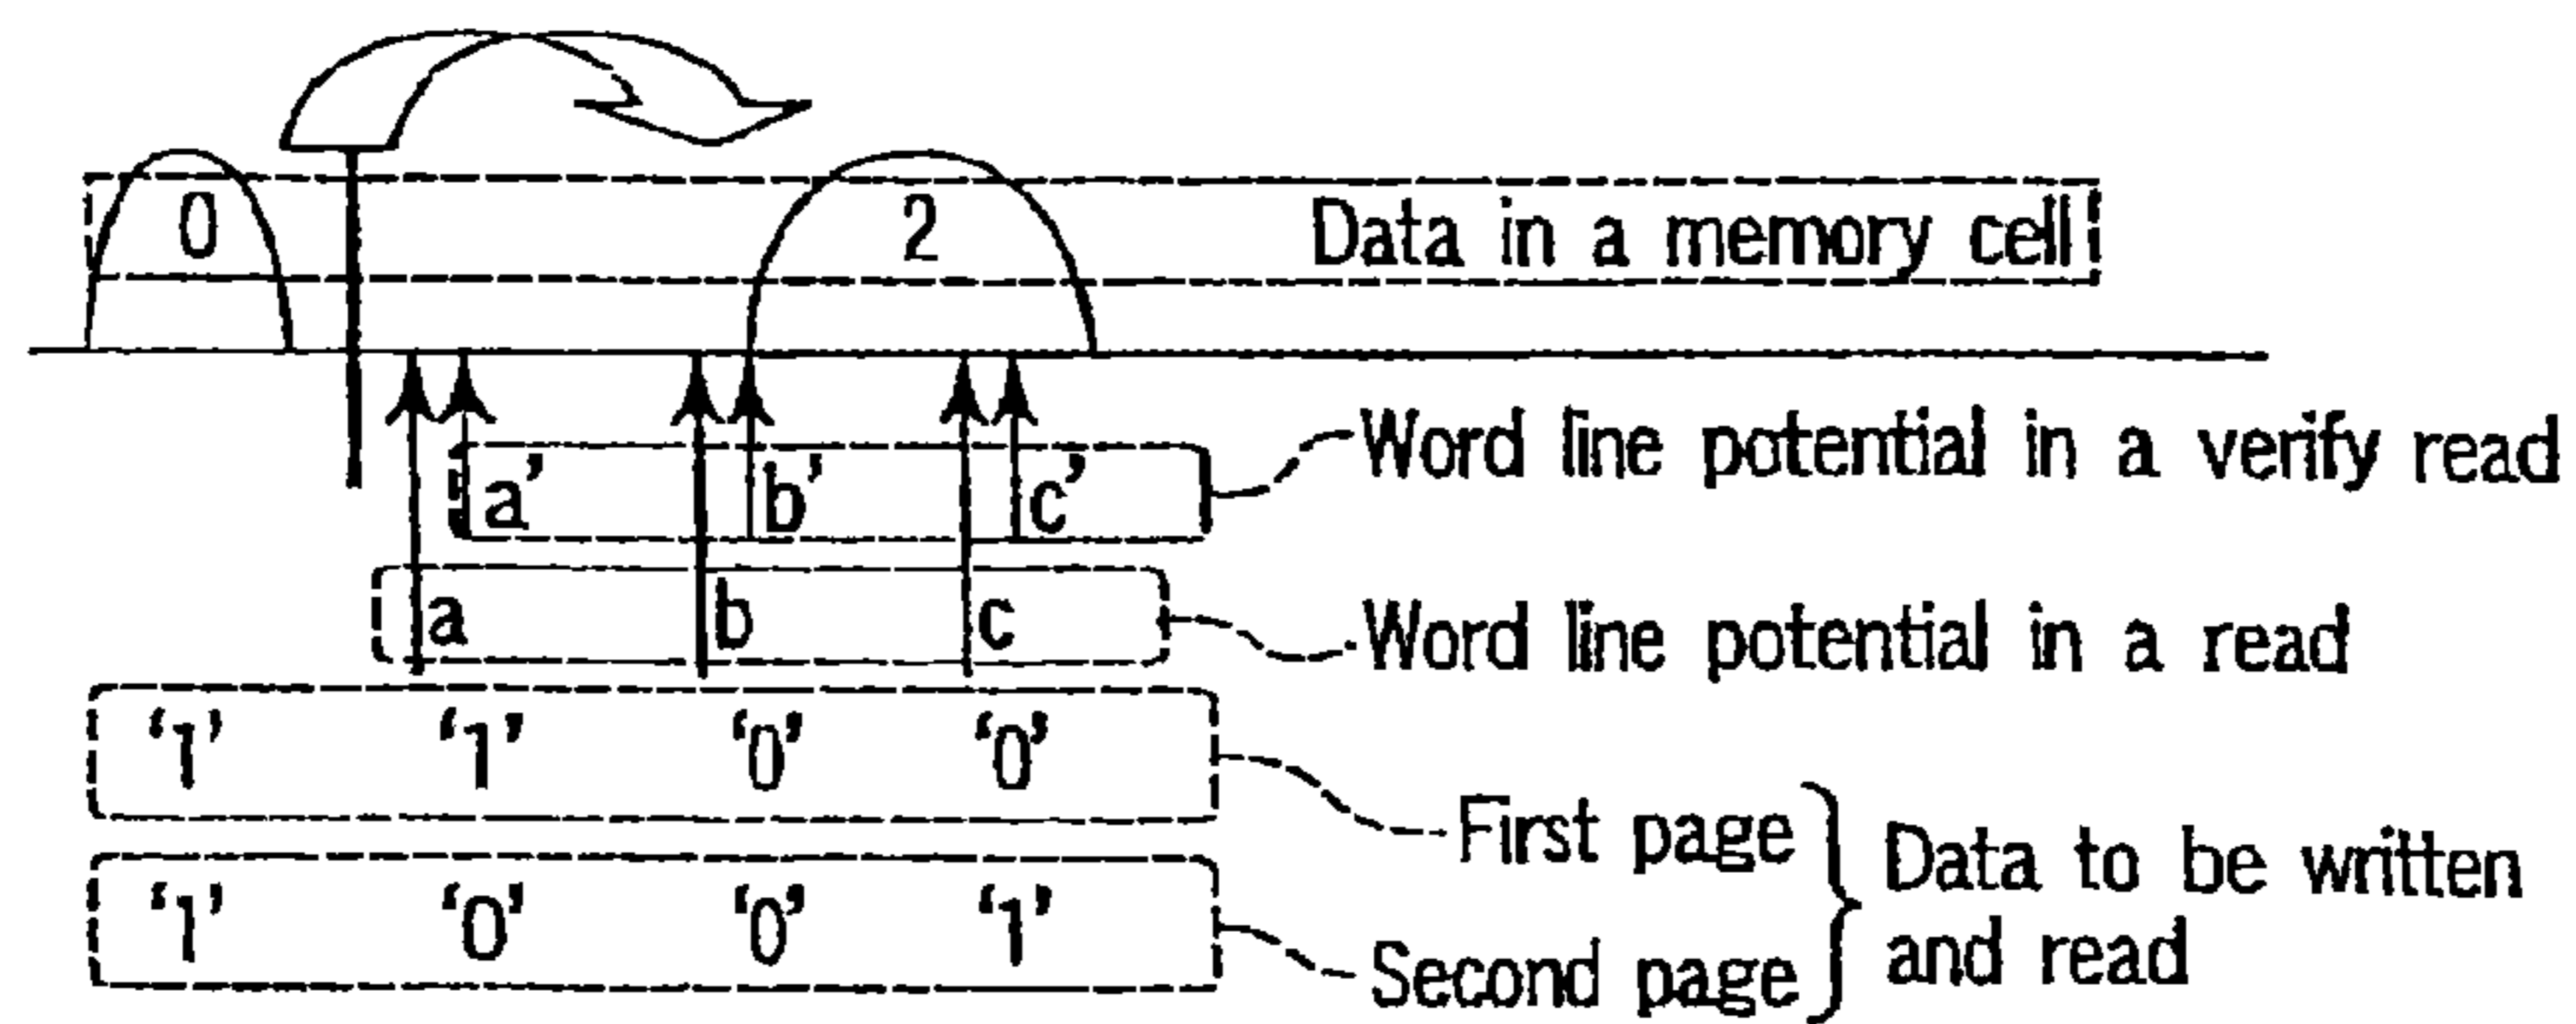 0 2 Data in a memory cell
a' b' c' Word line potential in a verify read
a b c Word line potential in a read
'1' '1' '0' '0' First page
'1' '0' '0' '1' Second page
Data to be written
and read